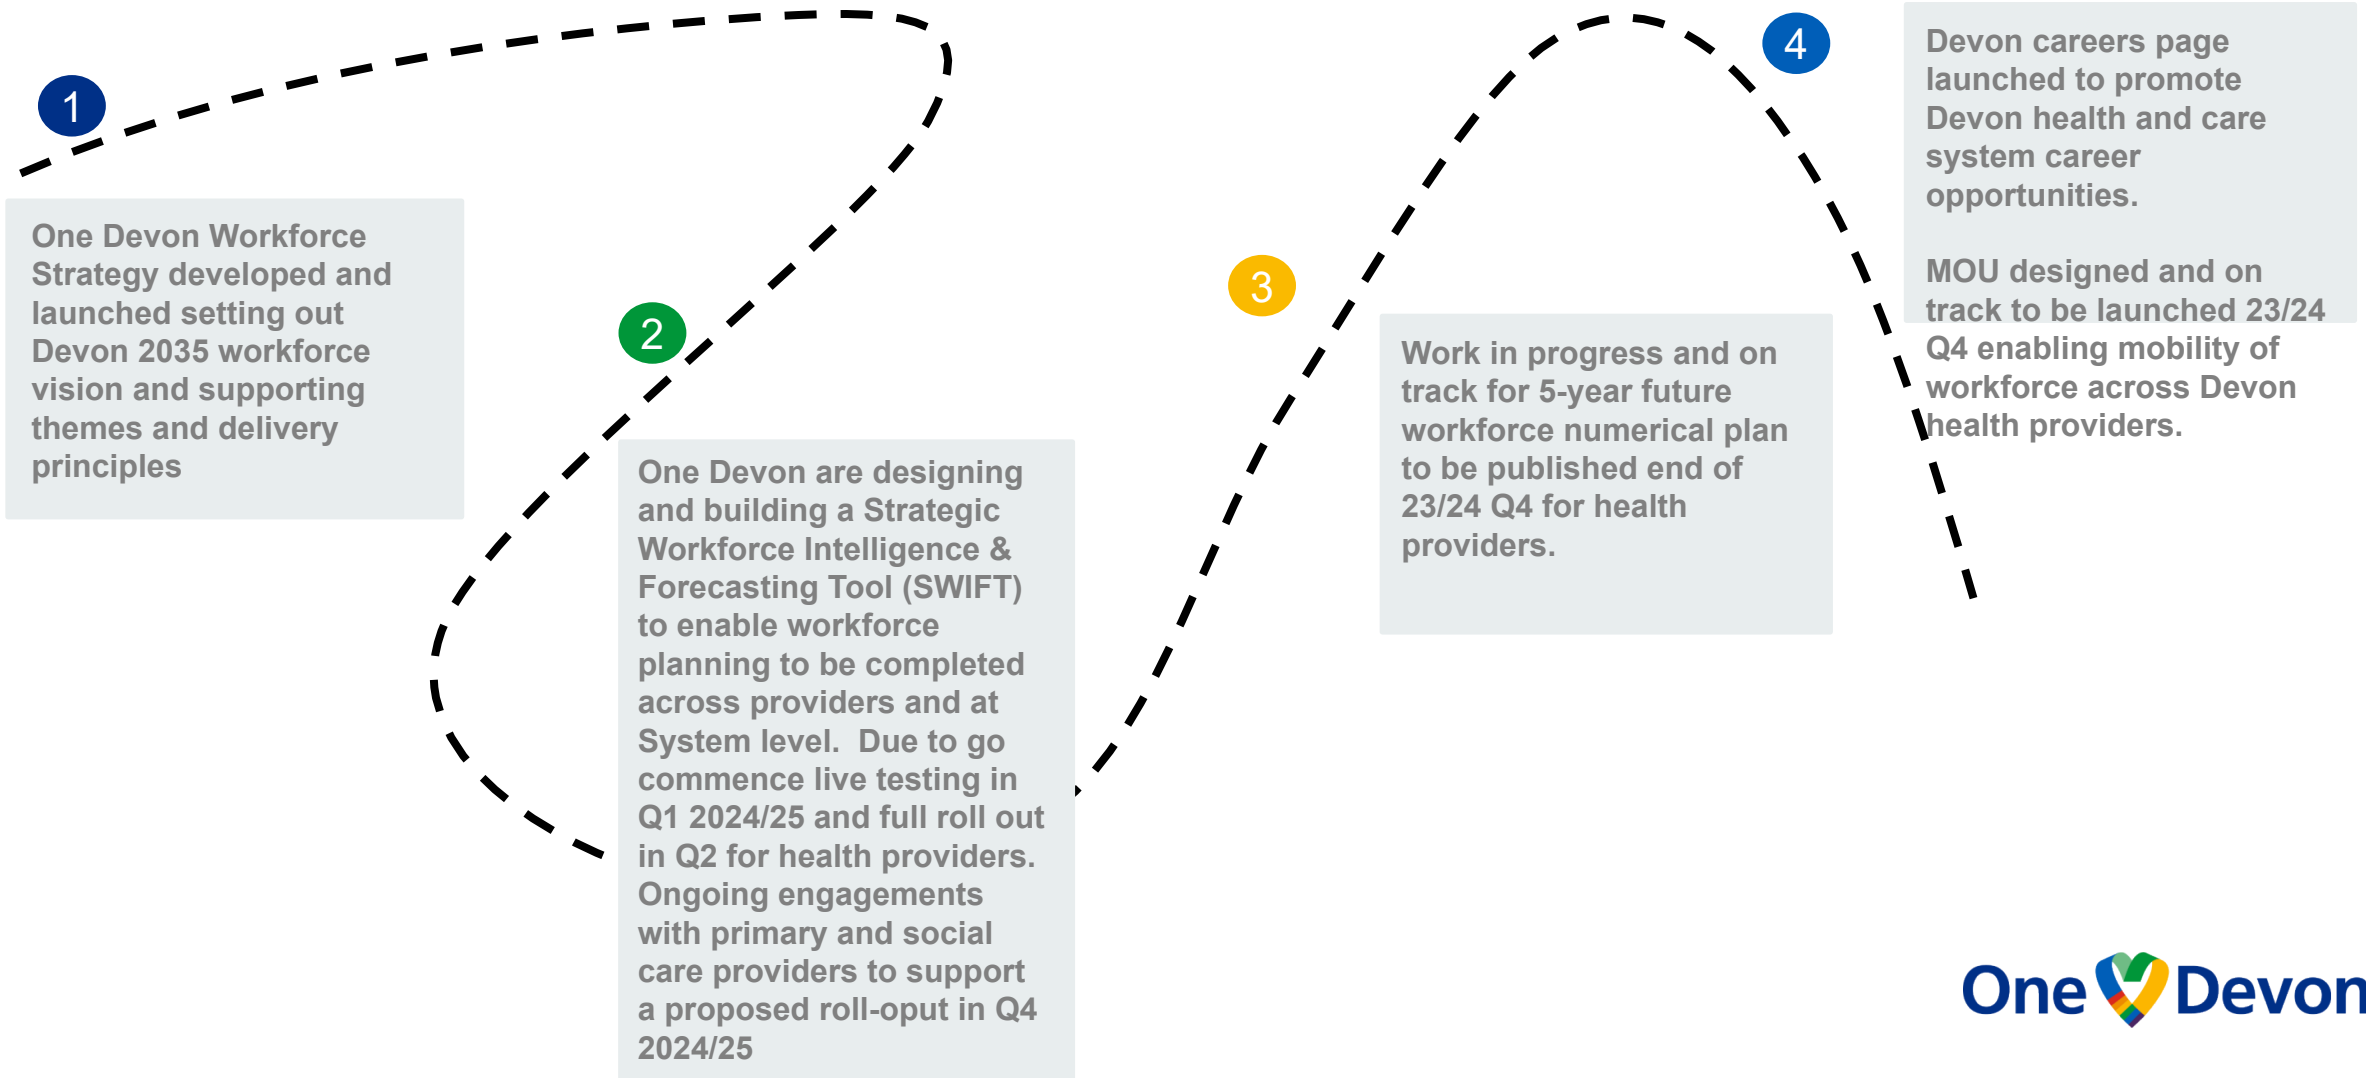 1
One Devon Workforce
Strategy developed and
launched setting out
Devon 2035 workforce
vision and supporting
themes and delivery
principles
2
One Devon are designing
and building a Strategic
Workforce Intelligence &
Forecasting Tool (SWIFT)
to enable workforce
planning to be completed
across providers and at
System level.  Due to go
commence live testing in
Q1 2024/25 and full roll out
in Q2 for health providers.
Ongoing engagements
with primary and social
care providers to support
a proposed roll-oput in Q4
2024/25
3
Work in progress and on
track for 5-year future
workforce numerical plan
to be published end of
23/24 Q4 for health
providers.
4
Devon careers page
launched to promote
Devon health and care
system career
opportunities.
MOU designed and on
track to be launched 23/24
Q4 enabling mobility of
workforce across Devon
health providers.
One Devon